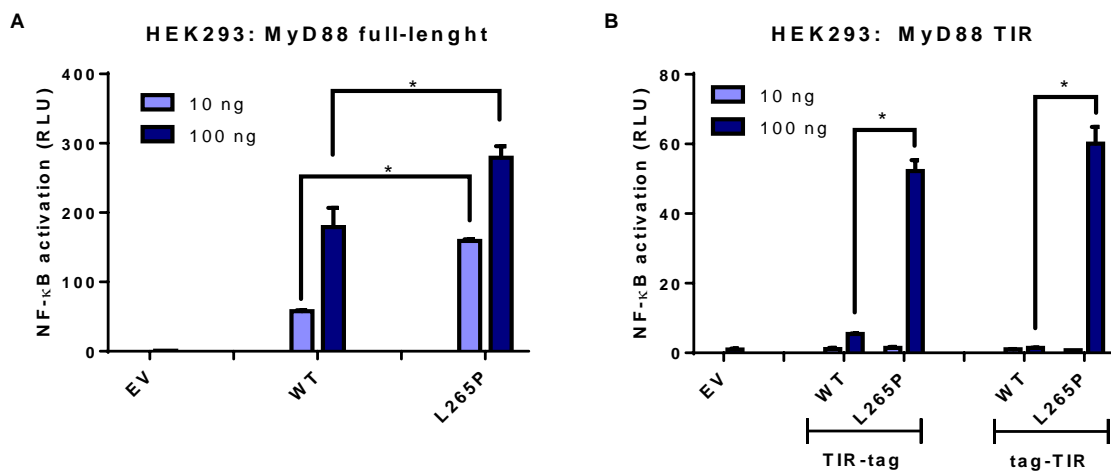 A
HEK293: MyD88 full-lenght
NF-κB activation (RLU)
400
300
200
100
0
10 ng
100 ng
*
*
EV
WT
L265P
B
HEK293: MyD88 TIR
NF-κB activation (RLU)
80
60
40
20
0
10 ng
100 ng
*
*
EV
WT
L265P
WT
L265P
TIR-tag
tag-TIR